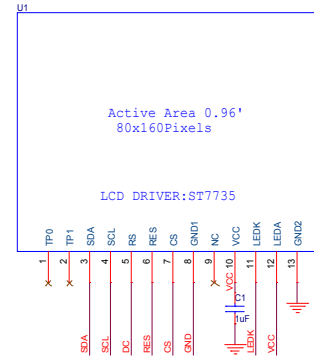 U1
Active Area 0.96'
80x160Pixels
LCD DRIVER:ST7735
TP0 TP1 SDA SCL RS RES CS GND1 NC VCC LEDK LEDA GND2
1 2 3 4 5 6 7 8 9 10 11 12 13
VCC
C1
1uF
SDA SCL DC RES CS GND LEDK VCC